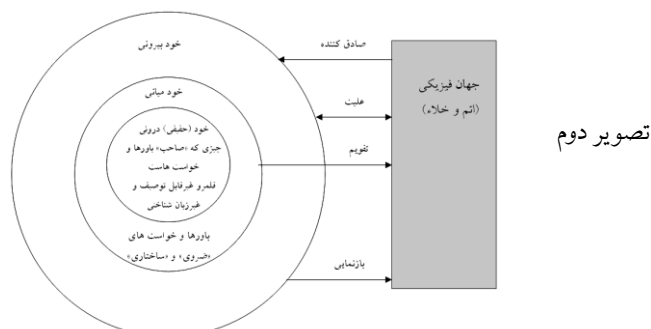 خود بیرونی
خود میانی
خود (حقیقی) درونی
چیزی که «صاحب» باورها و
خواست هاست
قلمرو غیرقابل توصیف و
غیرزبان شناختی
باورها و خواست های
«ضروی» و «ساختاری»
صادق کننده
علیت
تقویم
بازنمایی
جهان فیزیکی
(اتم و خلاء)
تصویر دوم